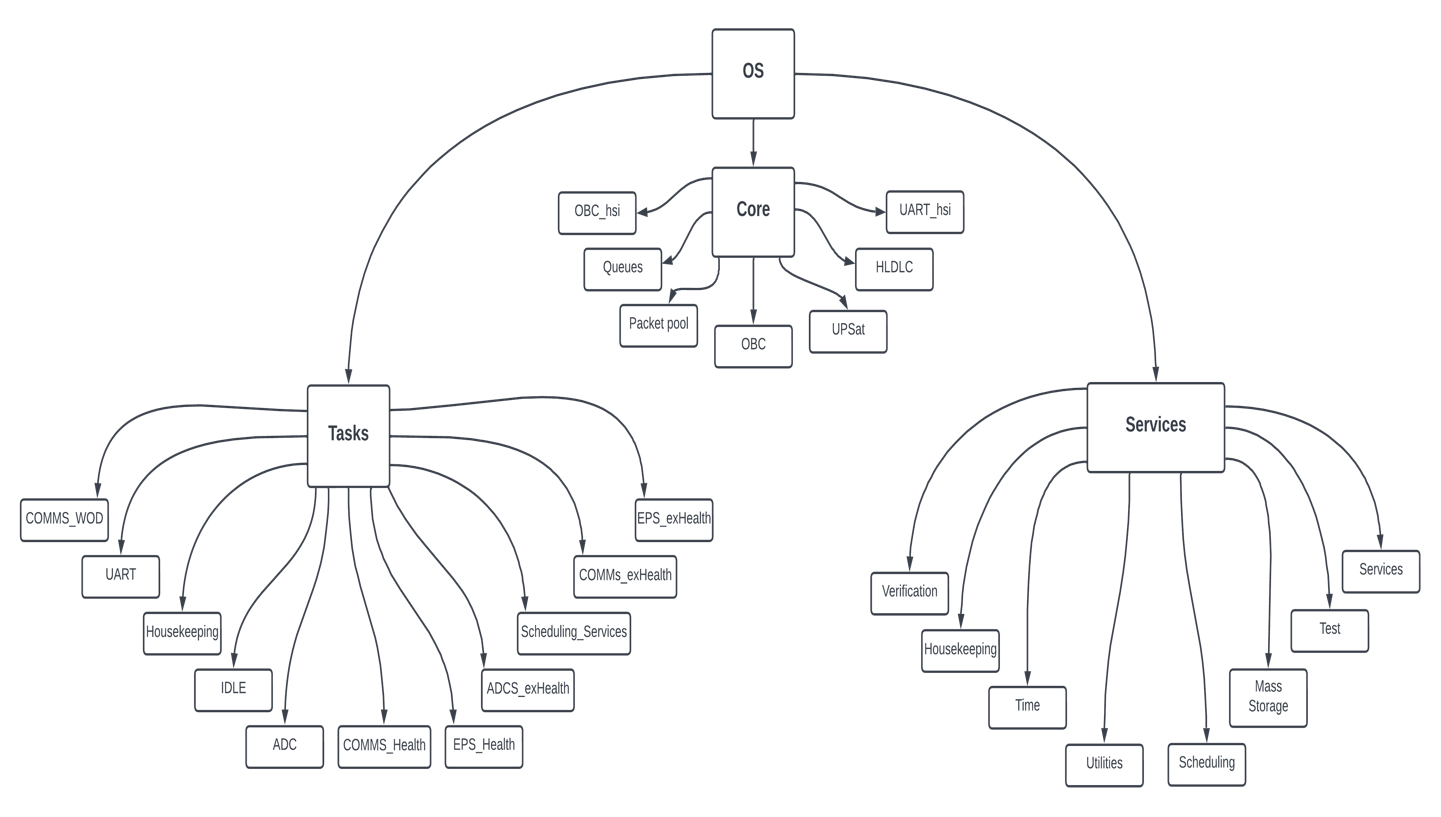 OS
Core
OBC_hsi
UART_hsi
Queues
HLDLC
Packet pool
UPSat
OBC
Tasks
Services
COMMS_WOD
EPS_exHealth
UART
COMMs_exHealth
Housekeeping
Scheduling_Services
IDLE
ADCS_exHealth
ADC
COMMS_Health
EPS_Health
Services
Verification
Test
Housekeeping
Mass
Storage
Time
Utilities
Scheduling